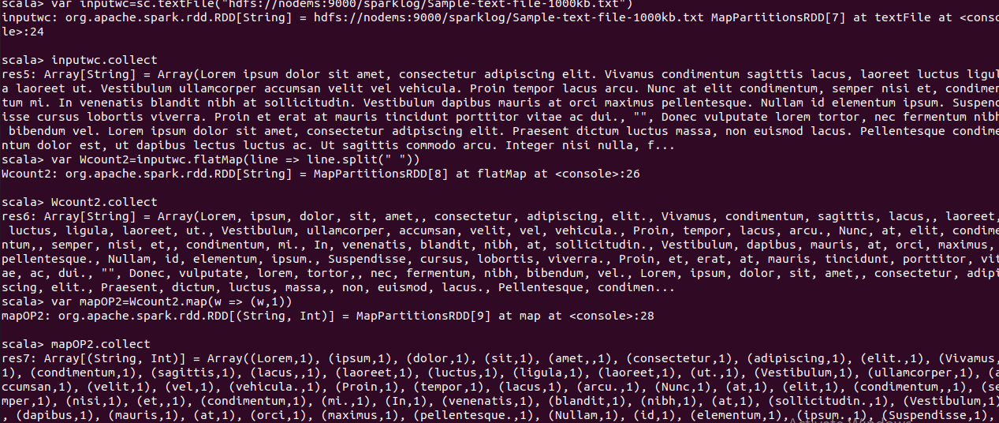 scala> var inputwc=sc.textFile("hdfs://nodems:9000/sparklog/Sample-text-file-1000kb.txt")
inputwc: org.apache.spark.rdd.RDD[String] = hdfs://nodems:9000/sparklog/Sample-text-file-1000kb.txt MapPartitionsRDD[7] at textFile at <conso
le>:24
scala> inputwc.collect
res5: Array[String] = Array(Lorem ipsum dolor sit amet, consectetur adipiscing elit. Vivamus condimentum sagittis lacus, laoreet luctus ligul
a laoreet ut. Vestibulum ullamcorper accumsan velit vel vehicula. Proin tempor lacus arcu. Nunc at elit condimentum, semper nisi et, condimen
tum mi. In venenatis blandit nibh at sollicitudin. Vestibulum dapibus mauris at orci maximus pellentesque. Nullam id elementum ipsum. Suspend
isse cursus lobortis viverra. Proin et erat at mauris tincidunt porttitor vitae ac dui., "", Donec vulputate lorem tortor, nec fermentum nibh
bibendum vel. Lorem ipsum dolor sit amet, consectetur adipiscing elit. Praesent dictum luctus massa, non euismod lacus. Pellentesque condime
ntum dolor est, ut dapibus lectus luctus ac. Ut sagittis commodo arcu. Integer nisi nulla, f...
scala> var Wcount2=inputwc.flatMap(line => line.split(" "))
Wcount2: org.apache.spark.rdd.RDD[String] = MapPartitionsRDD[8] at flatMap at <console>:26
scala> Wcount2.collect
res6: Array[String] = Array(Lorem, ipsum, dolor, sit, amet,, consectetur, adipiscing, elit., Vivamus, condimentum, sagittis, lacus,, laoreet,
luctus, ligula, laoreet, ut., Vestibulum, ullamcorper, accumsan, velit, vel, vehicula., Proin, tempor, lacus, arcu., Nunc, at, elit, condime
ntum,, semper, nisi, et,, condimentum, mi., In, venenatis, blandit, nibh, at, sollicitudin., Vestibulum, dapibus, mauris, at, orci, maximus,
pellentesque., Nullam, id, elementum, ipsum., Suspendisse, cursus, lobortis, viverra., Proin, et, erat, at, mauris, tincidunt, porttitor, vit
ae, ac, dui., "", Donec, vulputate, lorem, tortor,, nec, fermentum, nibh, bibendum, vel., Lorem, ipsum, dolor, sit, amet,, consectetur, adipi
scing, elit., Praesent, dictum, luctus, massa,, non, euismod, lacus., Pellentesque, condimen...
scala> var mapOP2=Wcount2.map(w => (w,1))
mapOP2: org.apache.spark.rdd.RDD[(String, Int)] = MapPartitionsRDD[9] at map at <console>:28
scala> mapOP2.collect
res7: Array[(String, Int)] = Array((Lorem,1), (ipsum,1), (dolor,1), (sit,1), (amet,,1), (consectetur,1), (adipiscing,1), (elit.,1), (Vivamus,
1), (condimentum,1), (sagittis,1), (lacus,,1), (laoreet,1), (luctus,1), (ligula,1), (laoreet,1), (ut.,1), (Vestibulum,1), (ullamcorper,1), (a
ccumsan,1), (velit,1), (vel,1), (vehicula.,1), (Proin,1), (tempor,1), (lacus,1), (arcu.,1), (Nunc,1), (at,1), (elit,1), (condimentum,,1), (se
mper,1), (nisi,1), (et,,1), (condimentum,1), (mi.,1), (In,1), (venenatis,1), (blandit,1), (nibh,1), (at,1), (sollicitudin.,1), (Vestibulum,1)
, (dapibus,1), (mauris,1), (at,1), (orci,1), (maximus,1), (pellentesque.,1), (Nullam,1), (id,1), (elementum,1), (ipsum.,1), (Suspendisse,1),